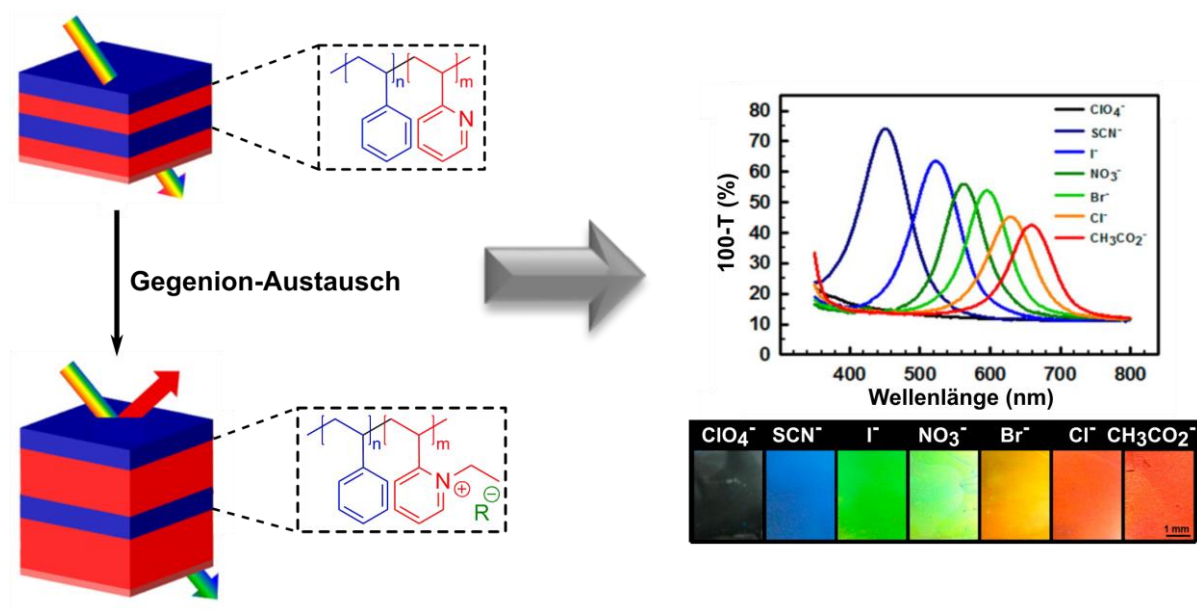 n
m
N
Gegenion-Austausch
n
m
N
⊕
⊖
R
80
70
60
50
40
30
20
10
0
100-T (%)
ClO₄⁻
SCN⁻
I⁻
NO₃⁻
Br⁻
Cl⁻
CH₃CO₂⁻
400 500 600 700 800
Wellenlänge (nm)
ClO₄⁻ SCN⁻ I⁻ NO₃⁻ Br⁻ Cl⁻ CH₃CO₂⁻
1 mm